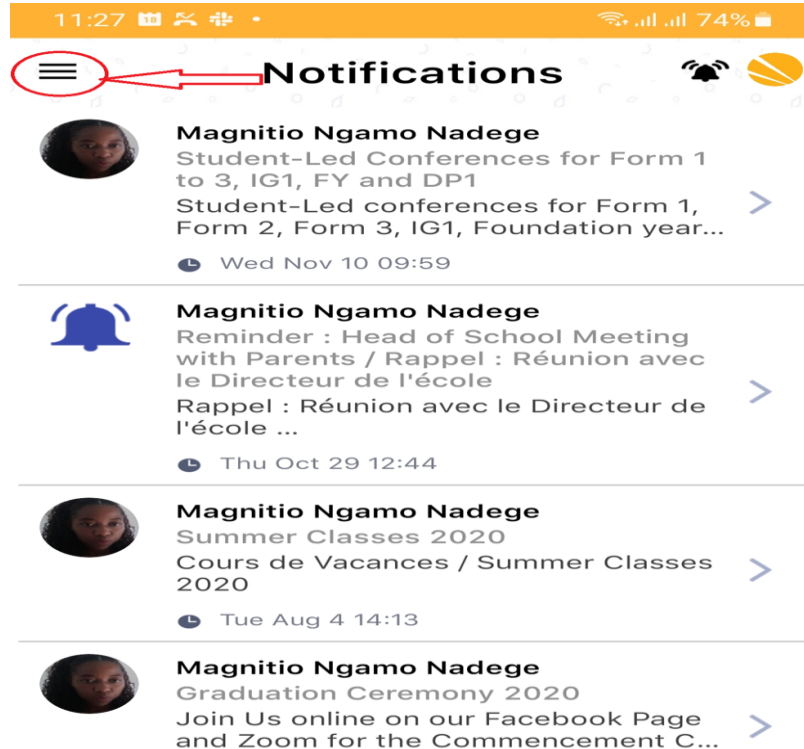 11:27
74%
Notifications
Magnitio Ngamo Nadege
Student-Led Conferences for Form 1
to 3, IG1, FY and DP1
Student-Led conferences for Form 1,
Form 2, Form 3, IG1, Foundation year...
Wed Nov 10 09:59
Magnitio Ngamo Nadege
Reminder : Head of School Meeting
with Parents / Rappel : Réunion avec
le Directeur de l'école
Rappel : Réunion avec le Directeur de
l'école ...
Thu Oct 29 12:44
Magnitio Ngamo Nadege
Summer Classes 2020
Cours de Vacances / Summer Classes
2020
Tue Aug 4 14:13
Magnitio Ngamo Nadege
Graduation Ceremony 2020
Join Us online on our Facebook Page
and Zoom for the Commencement C...